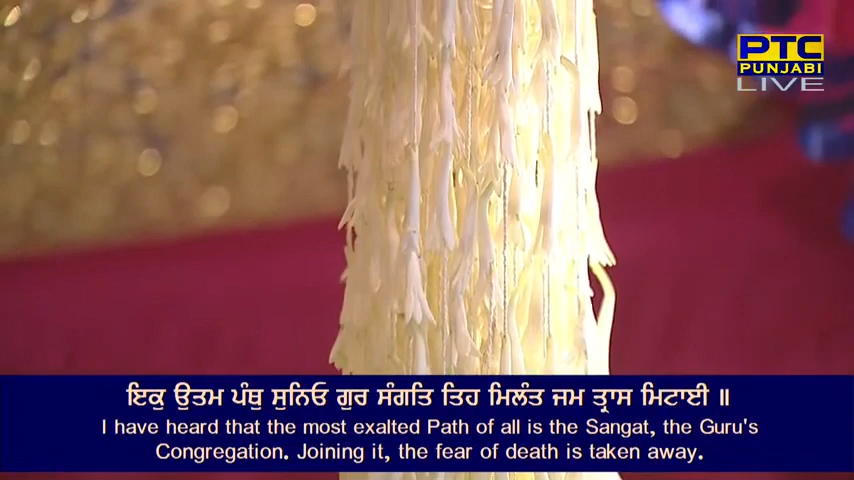 PTC
PUNJABI
LIVE
ਇਕੁ ਉਤਮ ਪੰਥੁ ਸੁਨਿਓ ਗੁਰ ਸੰਗਤਿ ਤਿਹ ਮਿਲੰਤ ਜਮ ਤ੍ਰਾਸ ਮਿਟਾਈ ॥
I have heard that the most exalted Path of all is the Sangat, the Guru's
Congregation. Joining it, the fear of death is taken away.